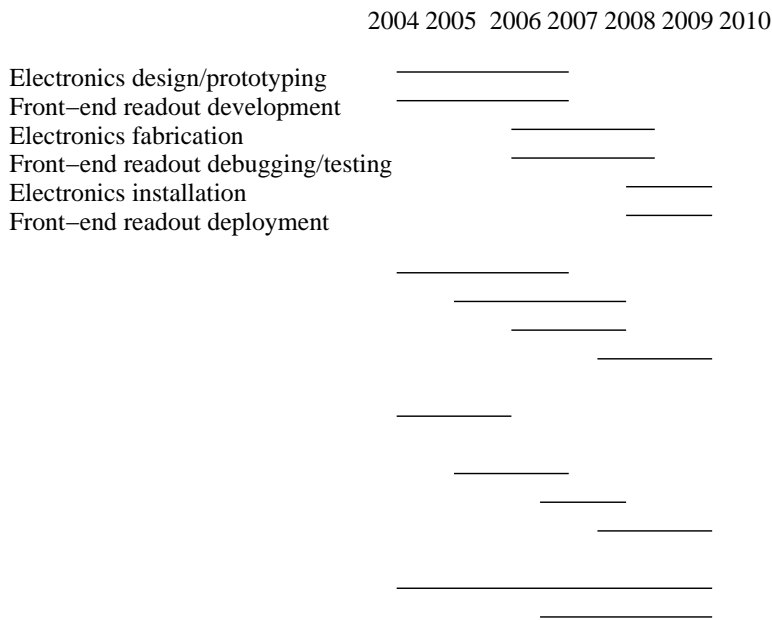 2004 2005 2006 2007 2008 2009 2010
Electronics design/prototyping
Front−end readout development
Electronics fabrication
Front−end readout debugging/testing
Electronics installation
Front−end readout deployment